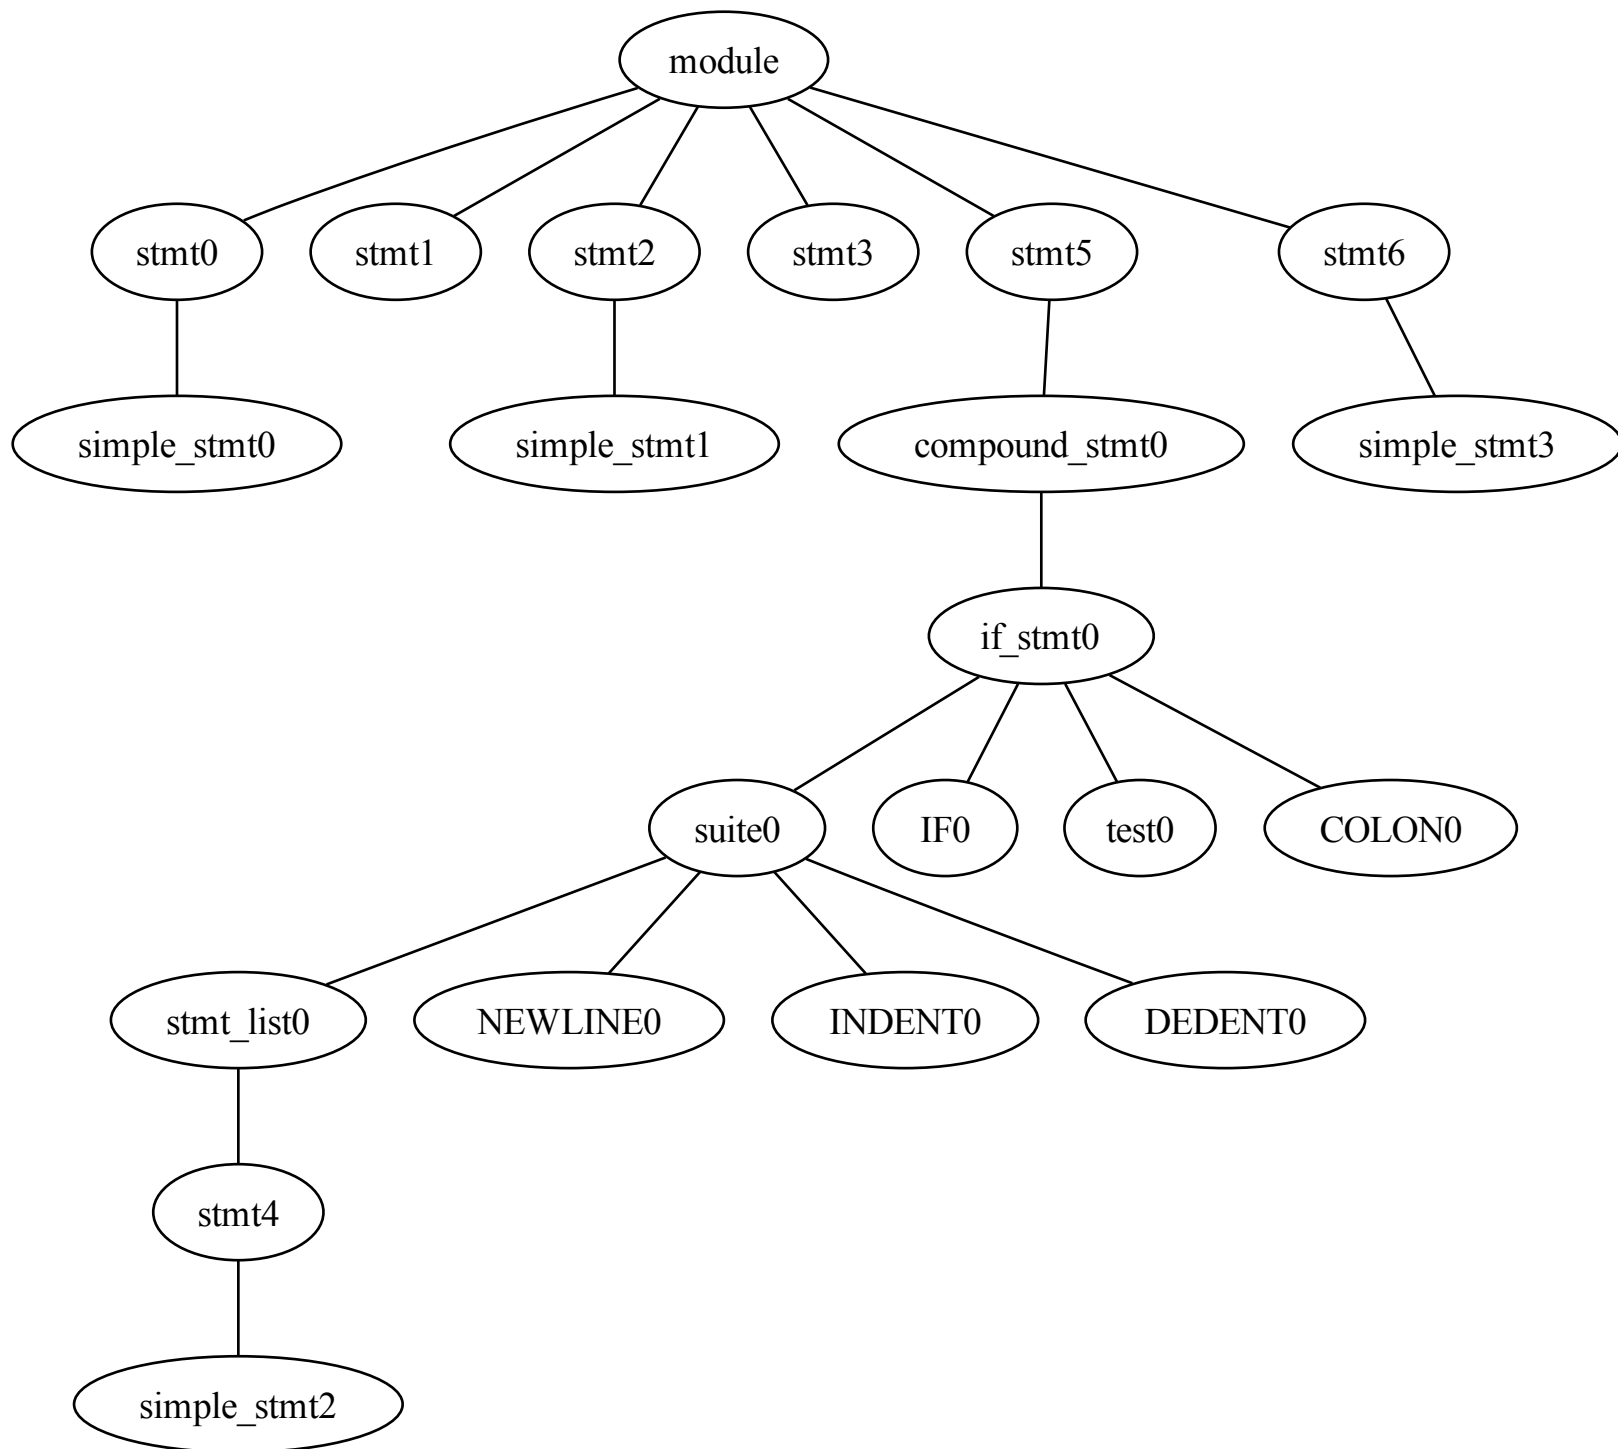 module
stmt0 stmt1 stmt2 stmt3 stmt5 stmt6
simple_stmt0 simple_stmt1 compound_stmt0 simple_stmt3
if_stmt0
suite0 IF0 test0 COLON0
stmt_list0 NEWLINE0 INDENT0 DEDENT0
stmt4
simple_stmt2